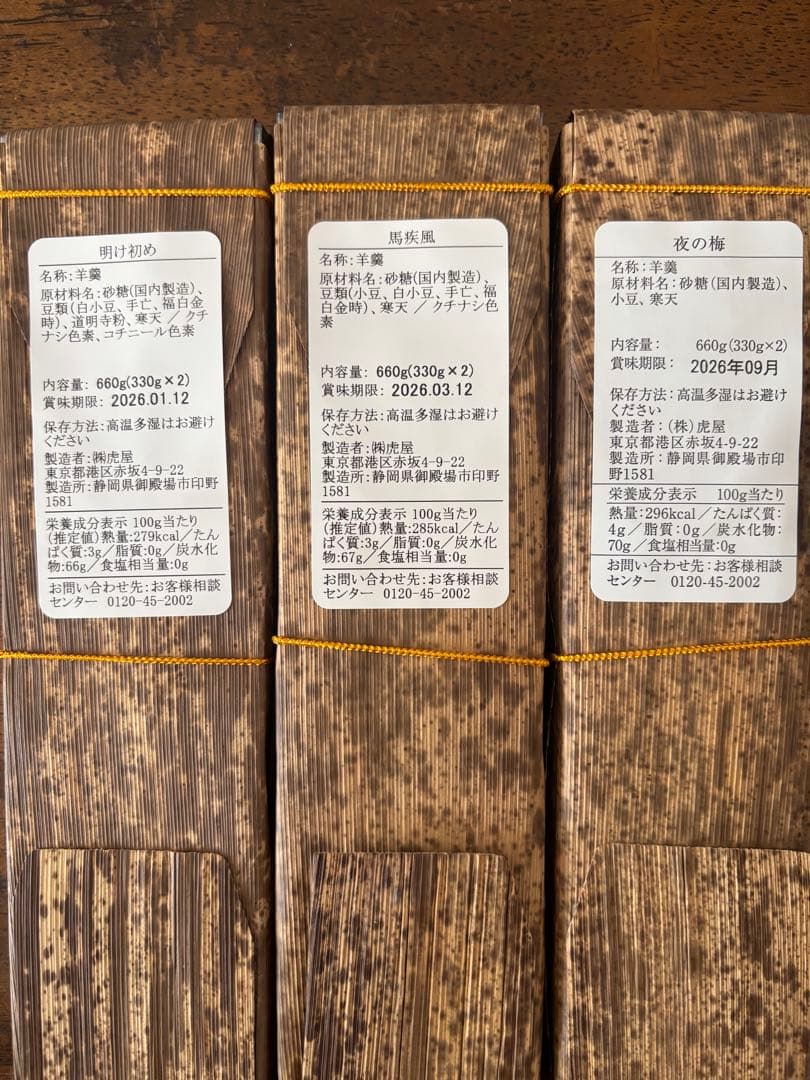 明け初め
名称:羊羹
原材料名:砂糖(国内製造)、
豆類(白小豆、手亡、福白金
時)、道明寺粉、寒天 ／ クチ
ナシ色素、コチニール色素
内容量: 660g(330g×2)
賞味期限: 2026.01.12
保存方法:高温多湿はお避け
ください
製造者:㈱虎屋
東京都港区赤坂4-9-22
製造所:静岡県御殿場市印野
1581
栄養成分表示 100g当たり
(推定値)熱量:279kcal／たん
ぱく質:3g／脂質:0g／炭水化
物:66g／食塩相当量:0g
お問い合わせ先:お客様相談
センター 0120-45-2002
馬疾風
名称:羊羹
原材料名:砂糖(国内製造)、
豆類(小豆、白小豆、手亡、福
白金時)、寒天 ／ クチナシ色
素
内容量: 660g(330g×2)
賞味期限: 2026.03.12
保存方法:高温多湿はお避け
ください
製造者:㈱虎屋
東京都港区赤坂4-9-22
製造所:静岡県御殿場市印野
1581
栄養成分表示 100g当たり
(推定値)熱量:285kcal／たん
ぱく質:3g／脂質:0g／炭水化
物:67g／食塩相当量:0g
お問い合わせ先:お客様相談
センター 0120-45-2002
夜の梅
名称:羊羹
原材料名:砂糖(国内製造)、
小豆、寒天
内容量: 660g(330g×2)
賞味期限: 2026年09月
保存方法:高温多湿はお避け
ください
製造者:(株)虎屋
東京都港区赤坂4-9-22
製造所:静岡県御殿場市印
野1581
栄養成分表示 100g当たり
熱量:296kcal／たんぱく質:
4g／脂質:0g／炭水化物:
70g／食塩相当量:0g
お問い合わせ先:お客様相談
センター 0120-45-2002